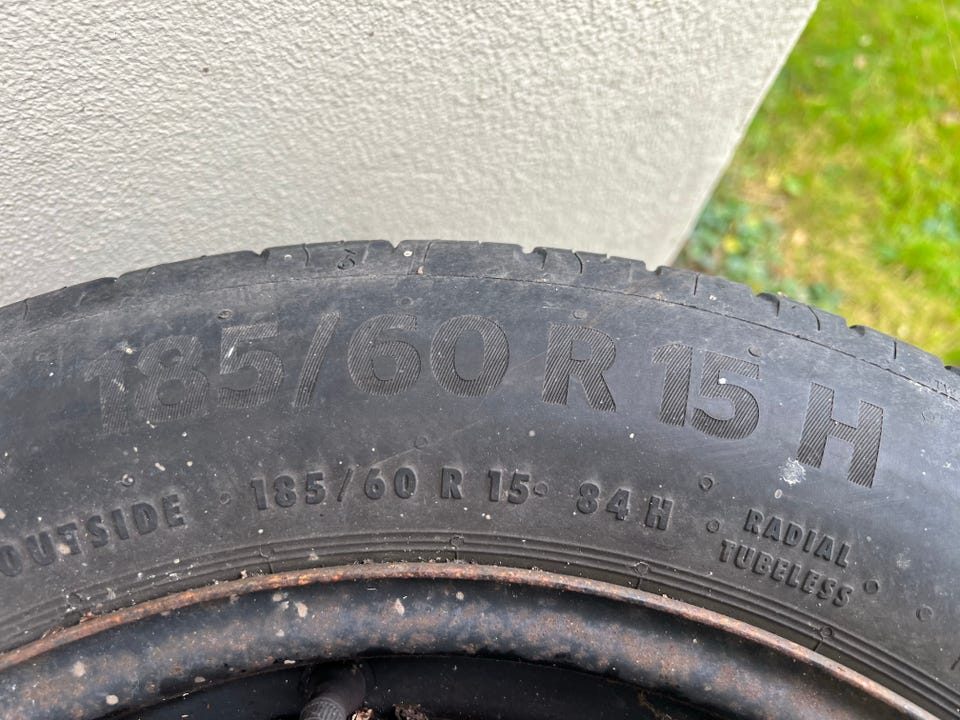 185/60 R 15 H
OUTSIDE 185/60 R 15 84 H
RADIAL
TUBELESS